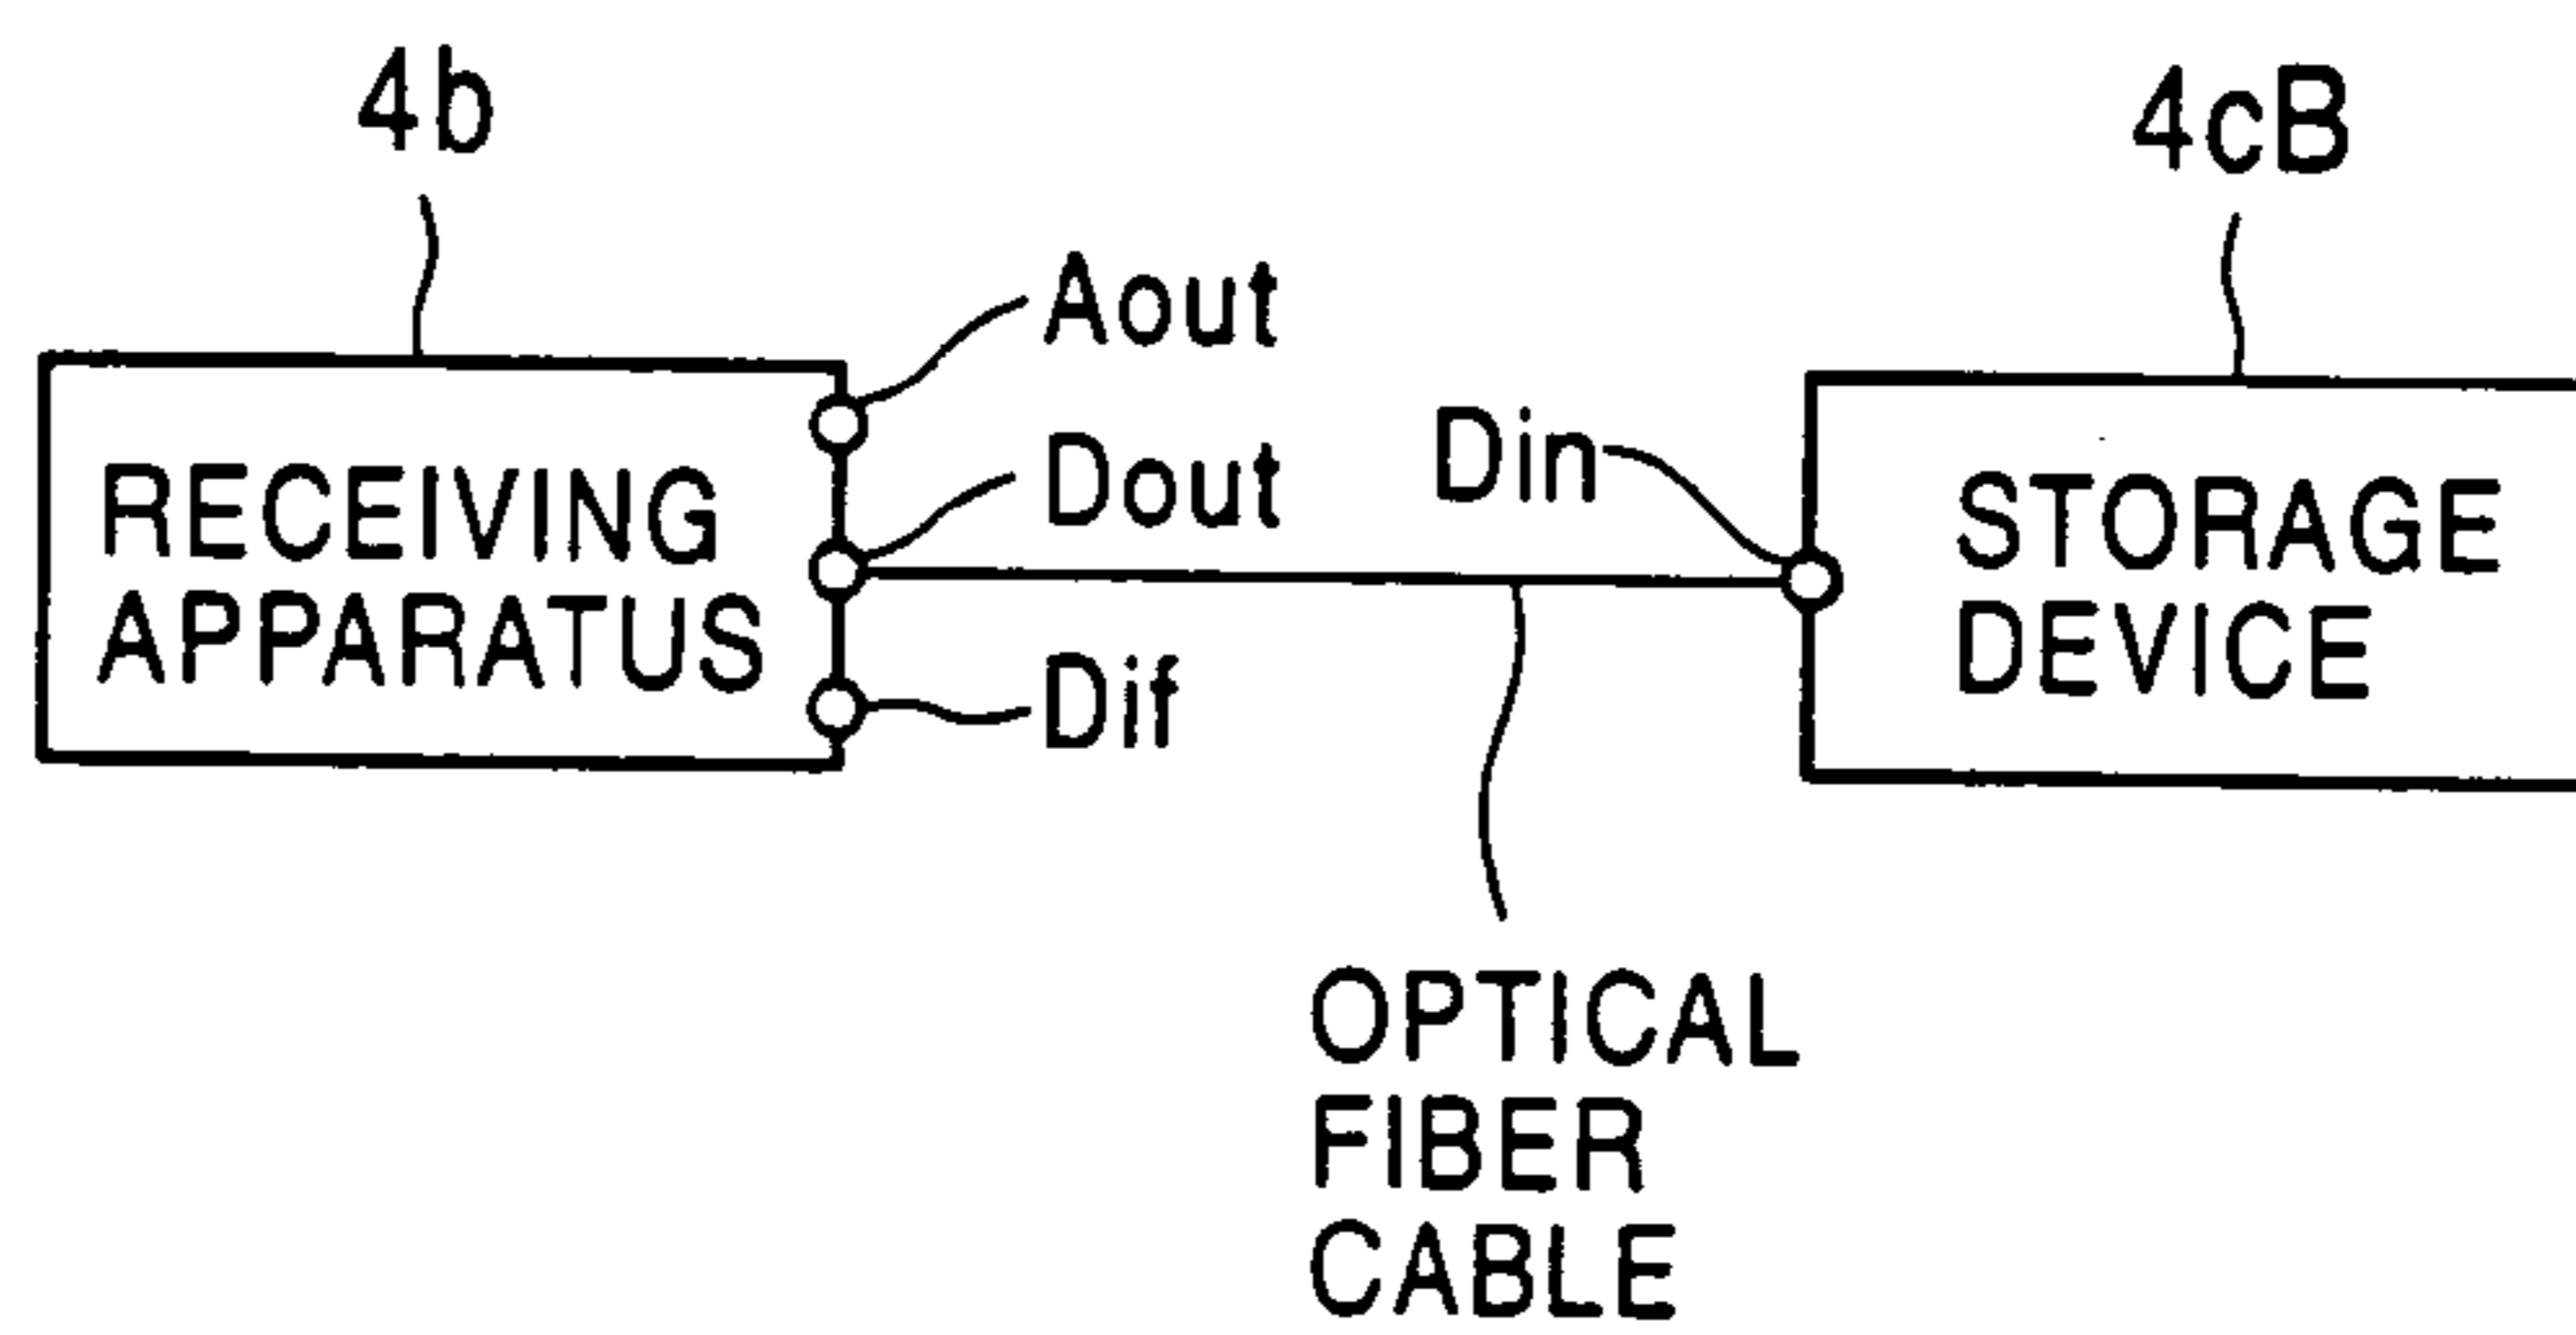 4b
4cB
Aout
Dout
Din
Dif
RECEIVING
APPARATUS
STORAGE
DEVICE
OPTICAL
FIBER
CABLE